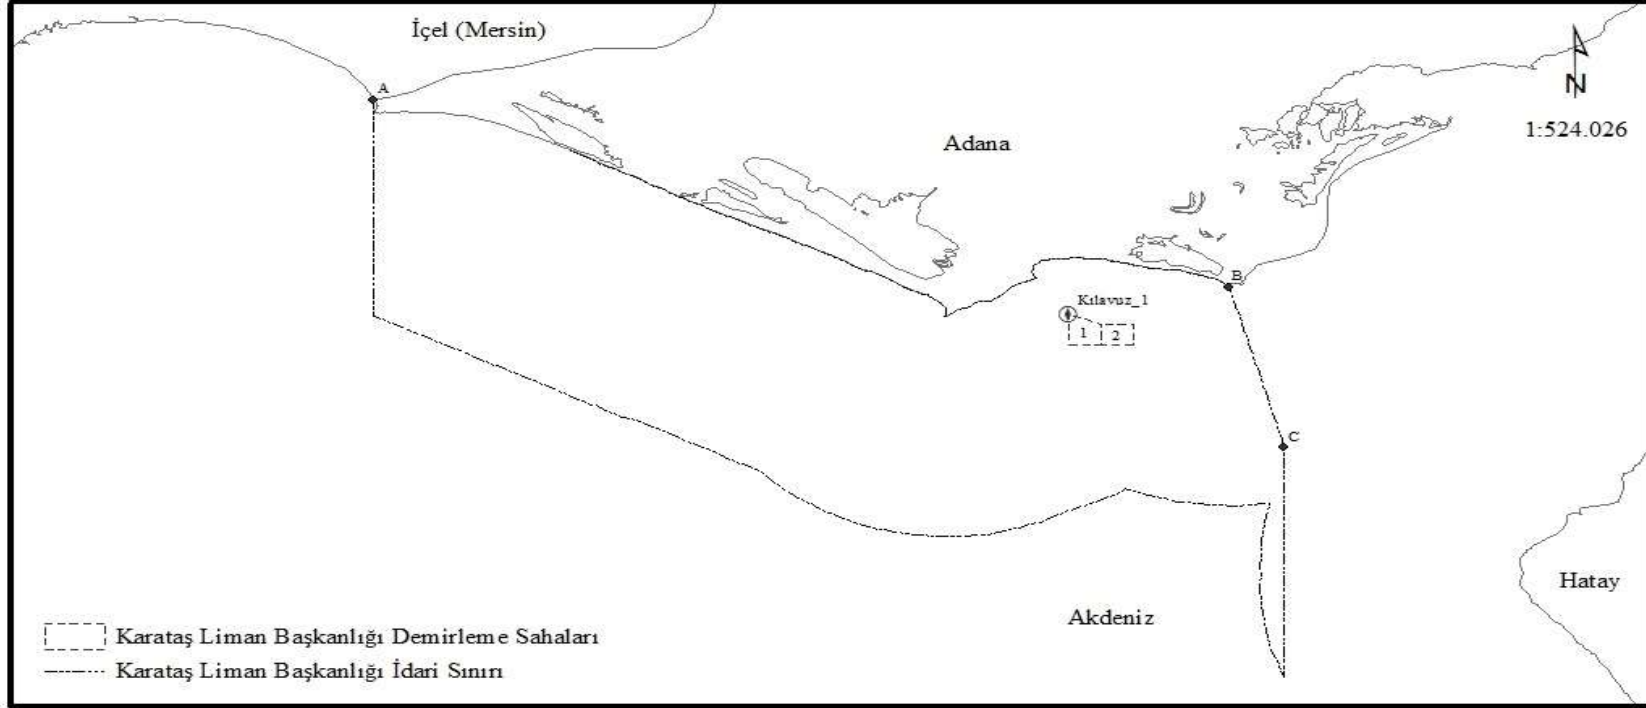 İçel (Mersin)
A
N
1:524.026
Adana
B
Kılavuz_1
1
2
C
Hatay
Akdeniz
Karataş Liman Başkanlığı Demirleme Sahaları
Karataş Liman Başkanlığı İdari Sınırı